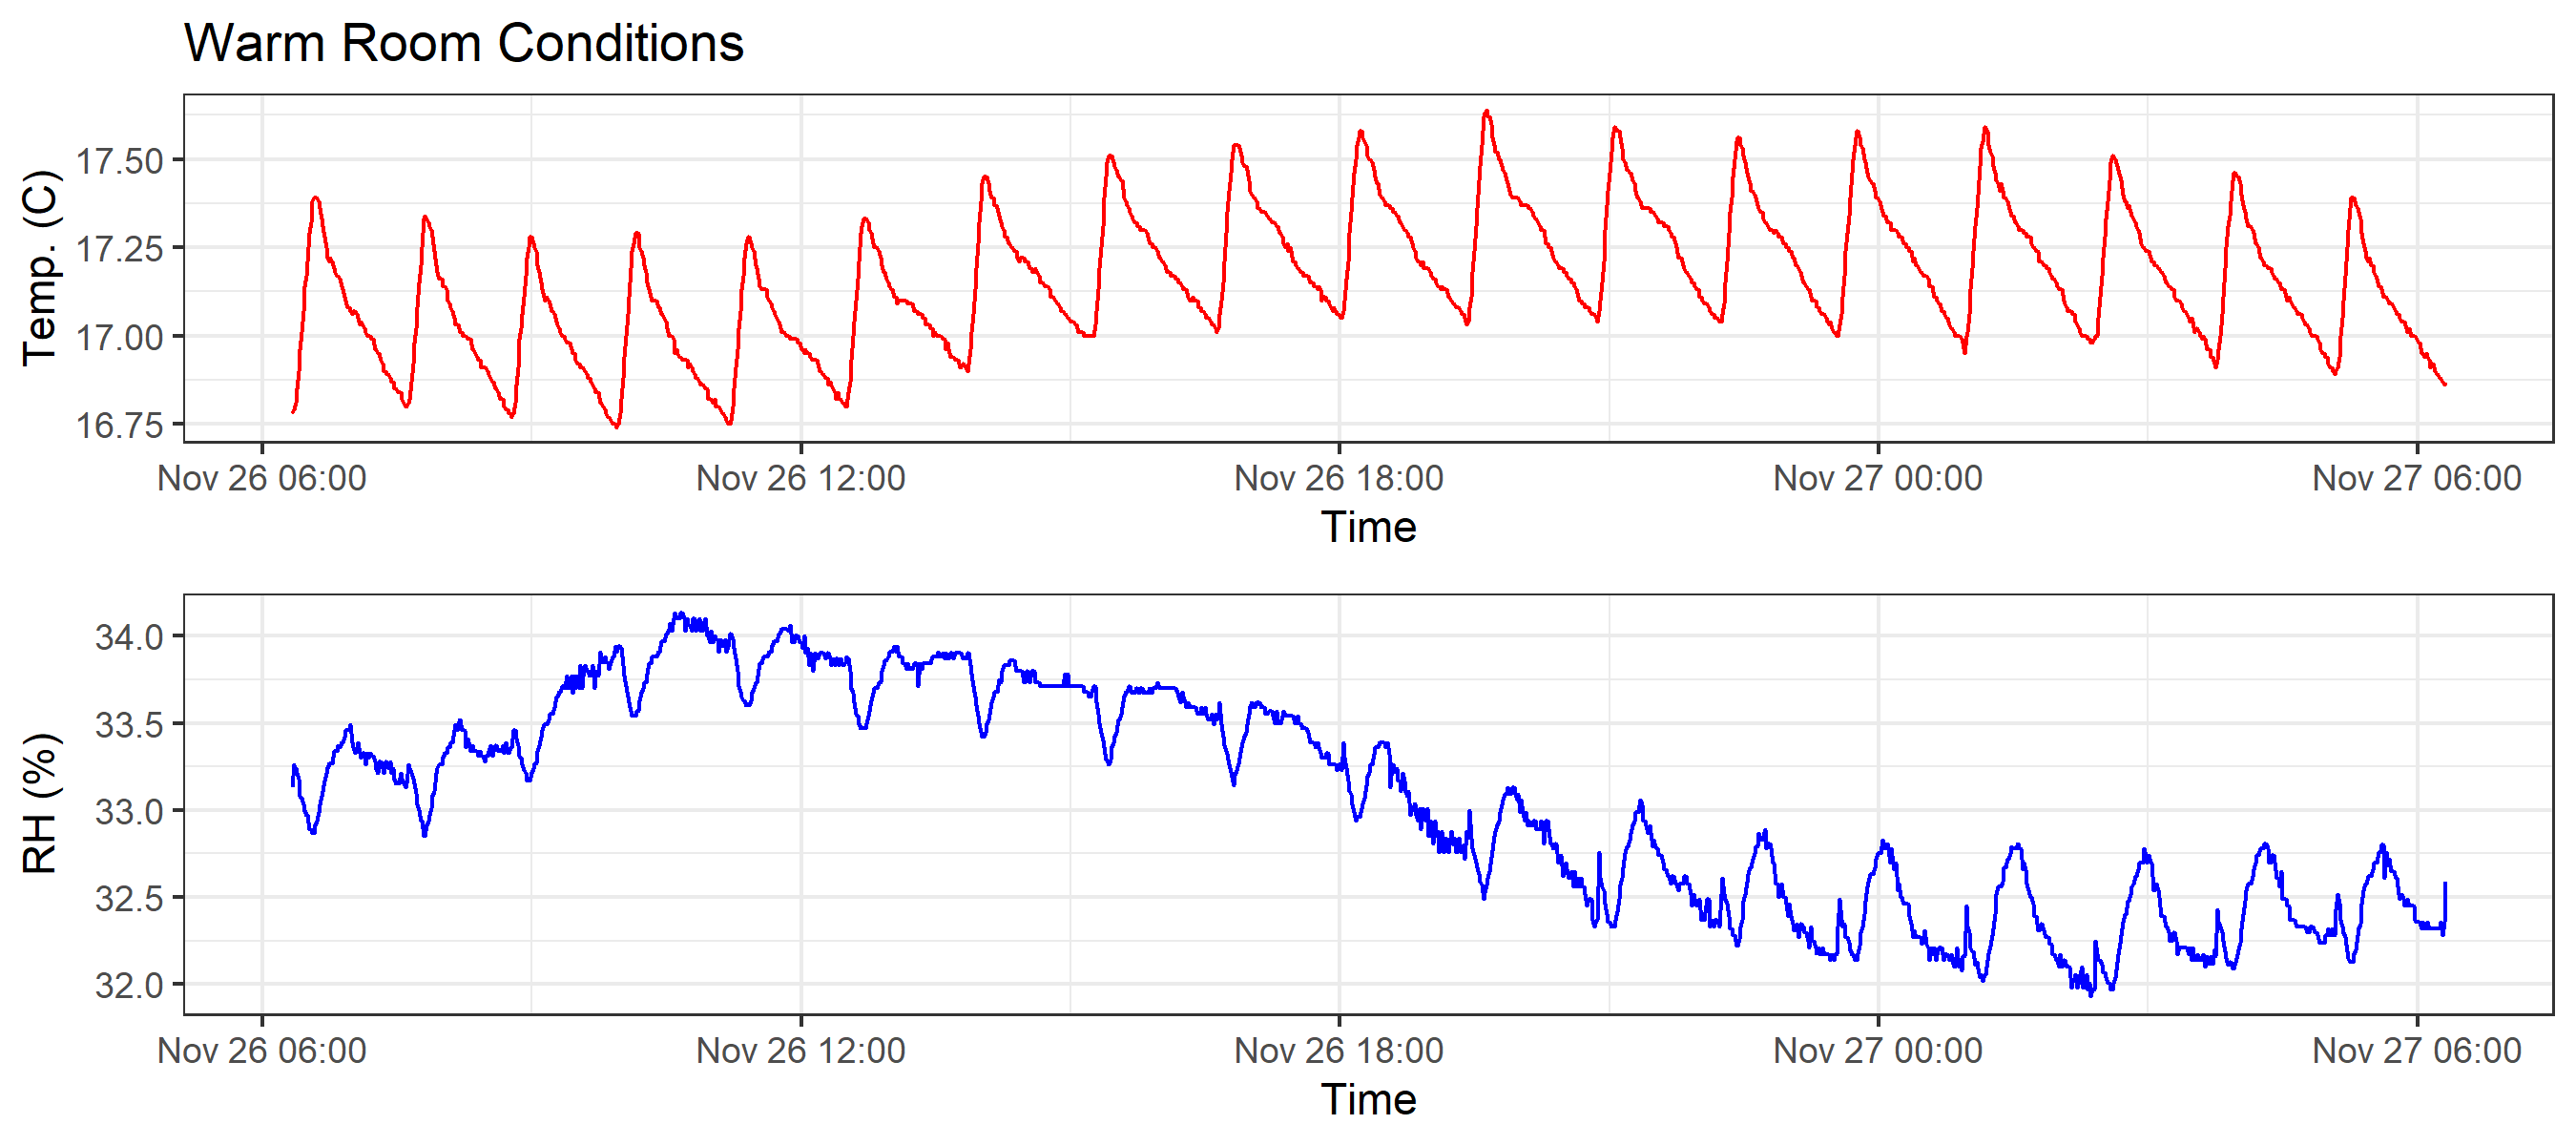 Warm Room Conditions
Temp. (C)
17.50
17.25
17.00
16.75
Nov 26 06:00 Nov 26 12:00 Nov 26 18:00 Nov 27 00:00 Nov 27 06:00
Time
RH (%)
34.0
33.5
33.0
32.5
32.0
Nov 26 06:00 Nov 26 12:00 Nov 26 18:00 Nov 27 00:00 Nov 27 06:00
Time